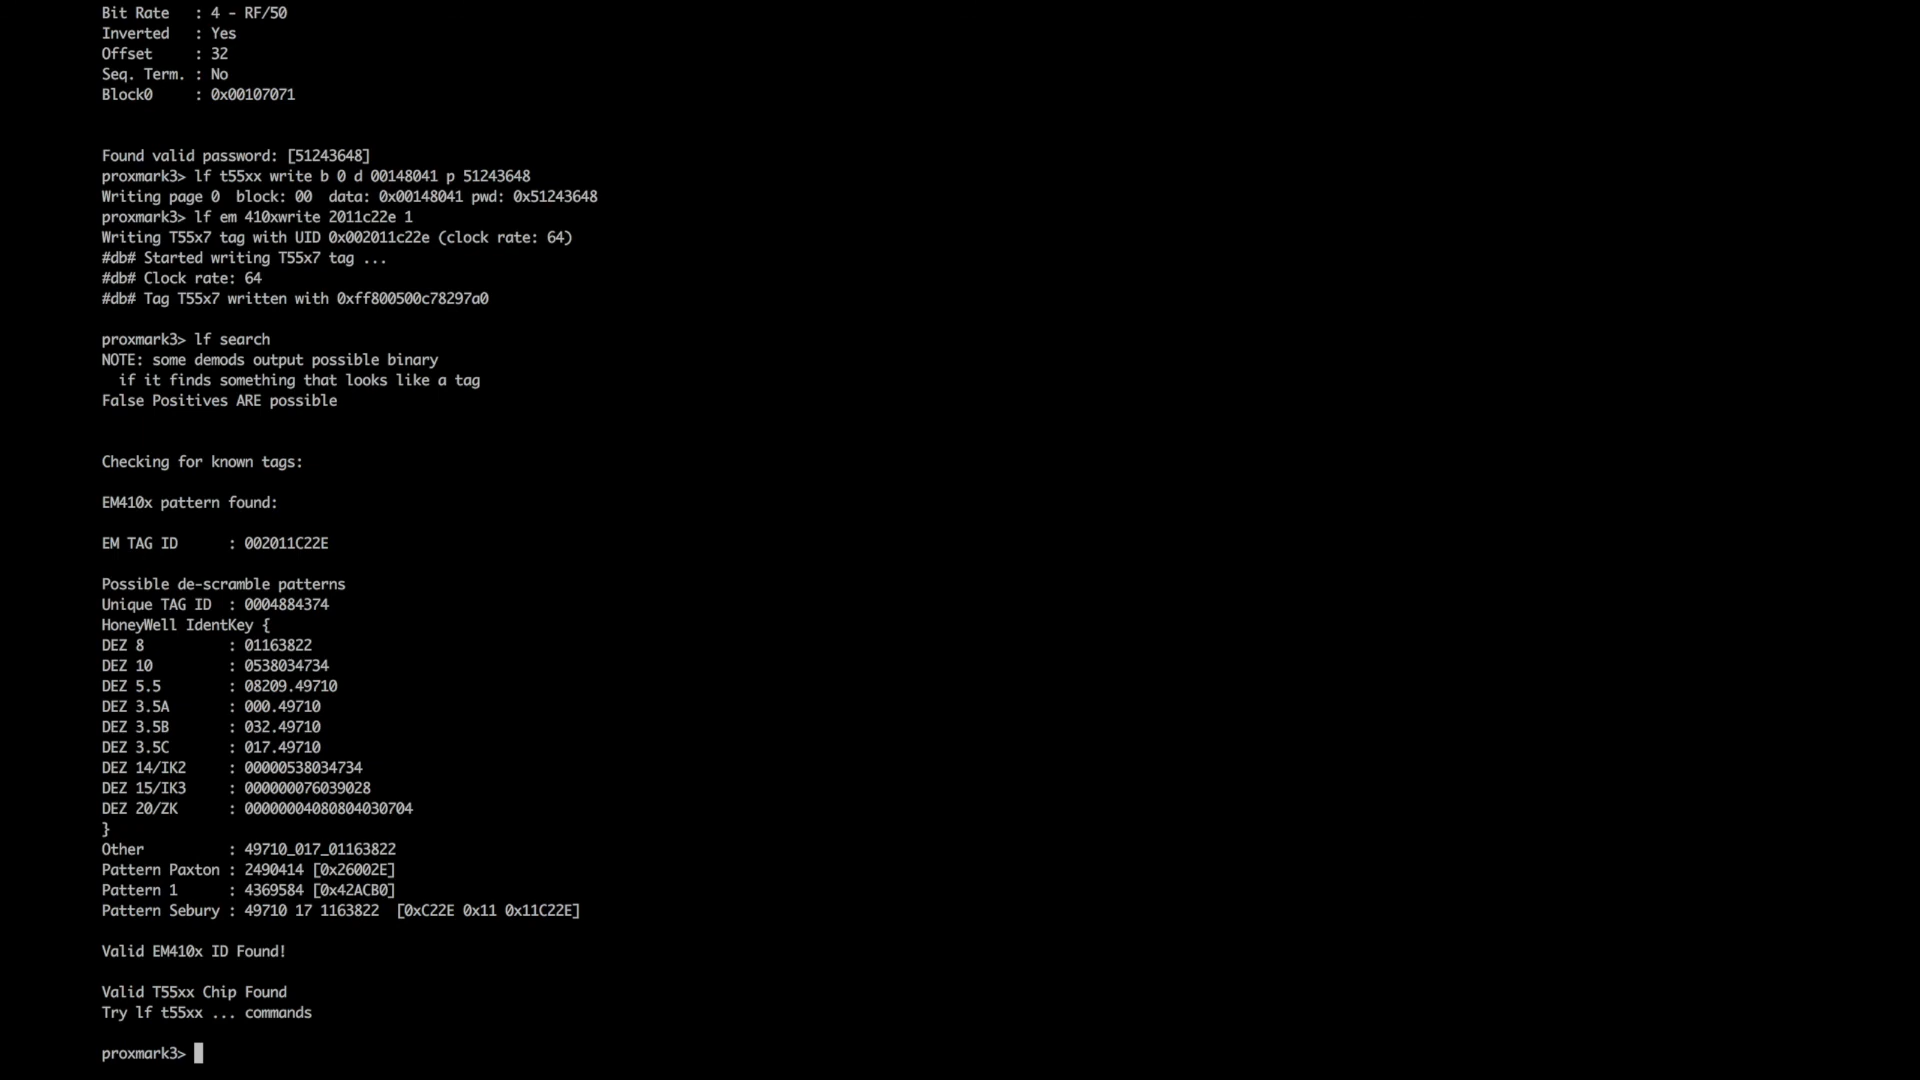 Bit Rate   : 4 - RF/50
Inverted   : Yes
Offset     : 32
Seq. Term. : No
Block0     : 0x00107071
Found valid password: [51243648]
proxmark3> lf t55xx write b 0 d 00148041 p 51243648
Writing page 0  block: 00  data: 0x00148041 pwd: 0x51243648
proxmark3> lf em 410xwrite 2011c22e 1
Writing T55x7 tag with UID 0x002011c22e (clock rate: 64)
#db# Started writing T55x7 tag ...
#db# Clock rate: 64
#db# Tag T55x7 written with 0xff800500c78297a0
proxmark3> lf search
NOTE: some demods output possible binary
  if it finds something that looks like a tag
False Positives ARE possible
Checking for known tags:
EM410x pattern found:
EM TAG ID      : 002011C22E
Possible de-scramble patterns
Unique TAG ID  : 0004884374
HoneyWell IdentKey {
DEZ 8          : 01163822
DEZ 10         : 0538034734
DEZ 5.5        : 08209.49710
DEZ 3.5A       : 000.49710
DEZ 3.5B       : 032.49710
DEZ 3.5C       : 017.49710
DEZ 14/IK2     : 00000538034734
DEZ 15/IK3     : 000000076039028
DEZ 20/ZK      : 00000004080804030704
}
Other          : 49710_017_01163822
Pattern Paxton : 2490414 [0x26002E]
Pattern 1      : 4369584 [0x42ACB0]
Pattern Sebury : 49710 17 1163822  [0xC22E 0x11 0x11C22E]
Valid EM410x ID Found!
Valid T55xx Chip Found
Try lf t55xx ... commands
proxmark3>